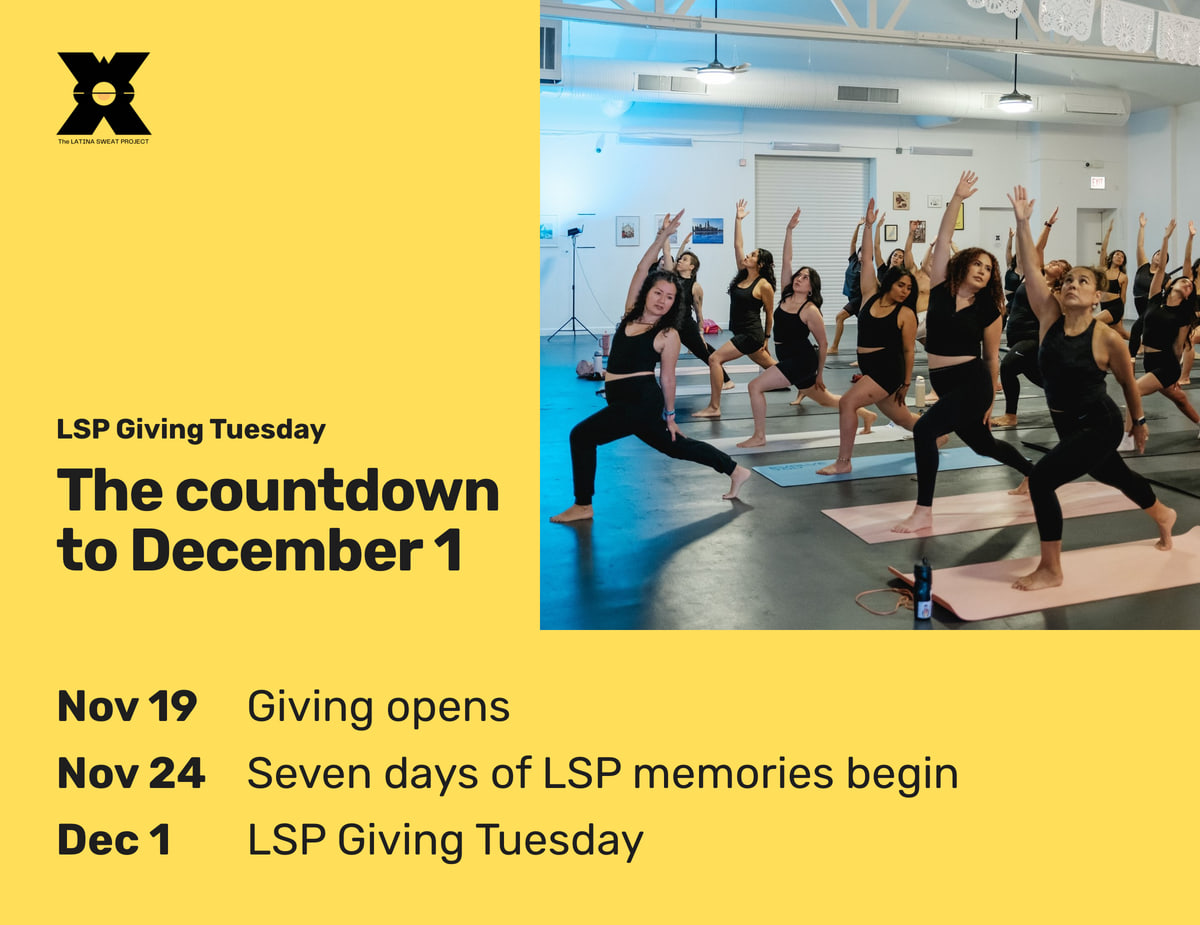 The LATINA SWEAT PROJECT
EXIT
LSP Giving Tuesday
The countdown
to December 1
Nov 19 Giving opens
Nov 24 Seven days of LSP memories begin
Dec 1 LSP Giving Tuesday